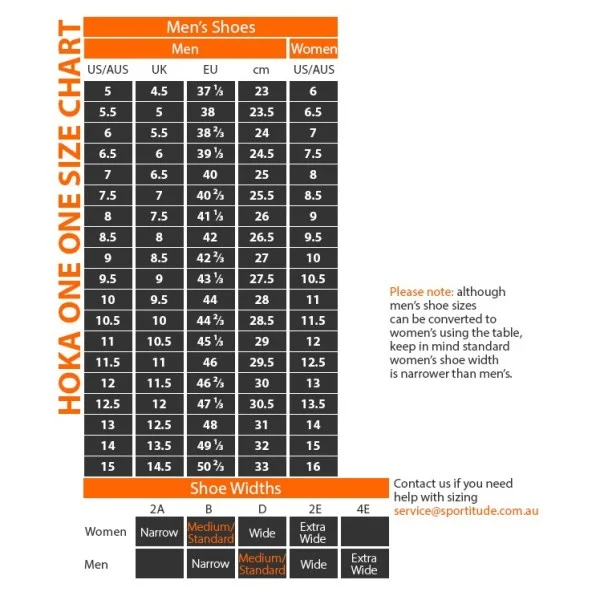 HOKA ONE ONE SIZE CHART
Men's Shoes
Men Women
US/AUS UK EU cm US/AUS
5 4.5 37 ⅓ 23 6
5.5 5 38 23.5 6.5
6 5.5 38 ⅔ 24 7
6.5 6 39 ⅓ 24.5 7.5
7 6.5 40 25 8
7.5 7 40 ⅔ 25.5 8.5
8 7.5 41 ⅓ 26 9
8.5 8 42 26.5 9.5
9 8.5 42 ⅔ 27 10
9.5 9 43 ⅓ 27.5 10.5
10 9.5 44 28 11
10.5 10 44 ⅔ 28.5 11.5
11 10.5 45 ⅓ 29 12
11.5 11 46 29.5 12.5
12 11.5 46 ⅔ 30 13
12.5 12 47 ⅓ 30.5 13.5
13 12.5 48 31 14
14 13.5 49 ⅓ 32 15
15 14.5 50 ⅔ 33 16
Please note: although
men's shoe sizes
can be converted to
women's using the table,
keep in mind standard
women's shoe width
is narrower than men's.
Shoe Widths
2A B D 2E 4E
Women Narrow Medium/ Standard Wide Extra Wide
Men Narrow Medium/ Standard Wide Extra Wide
Contact us if you need
help with sizing
service@sportitude.com.au